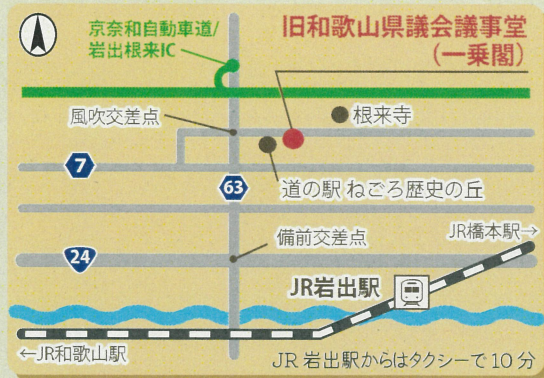 京奈和自動車道/
岩出根来IC
旧和歌山県議会議事堂
(一乗閣)
風吹交差点
根来寺
7
63
道の駅 ねごろ歴史の丘
備前交差点
JR橋本駅→
24
JR岩出駅
←JR和歌山駅
JR 岩出駅からはタクシーで 10 分